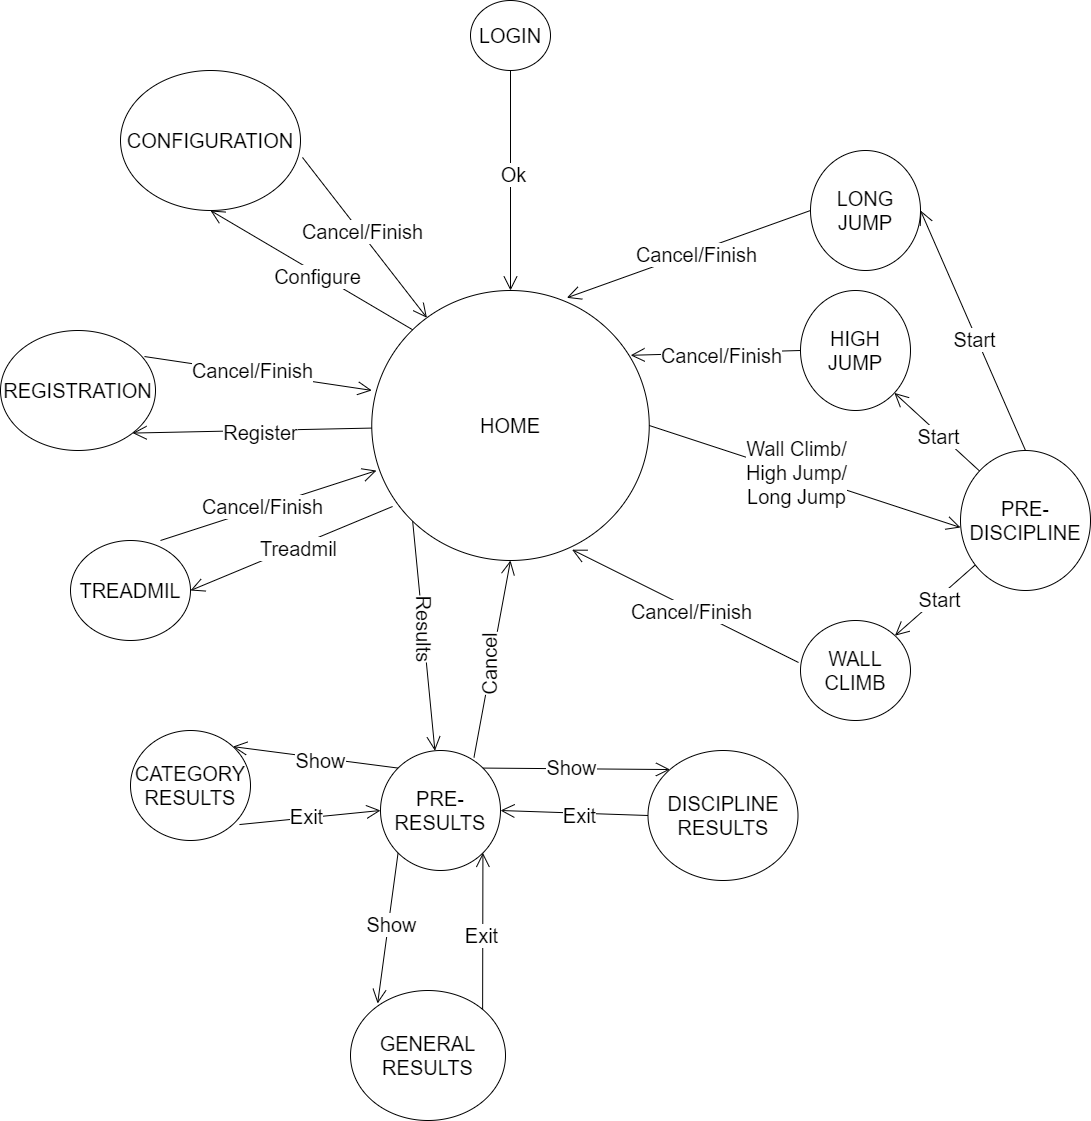 LOGIN
CONFIGURATION
Ok
LONG
JUMP
Cancel/Finish
Cancel/Finish
Configure
HIGH
JUMP
Start
Cancel/Finish
REGISTRATION
Cancel/Finish
HOME
Register
Start
Wall Climb/
High Jump/
Long Jump
Cancel/Finish
PRE-
DISCIPLINE
Treadmil
TREADMIL
Start
Cancel/Finish
Results
Cancel
WALL
CLIMB
Show
Show
CATEGORY
RESULTS
PRE-
RESULTS
DISCIPLINE
RESULTS
Exit
Exit
Show
Exit
GENERAL
RESULTS